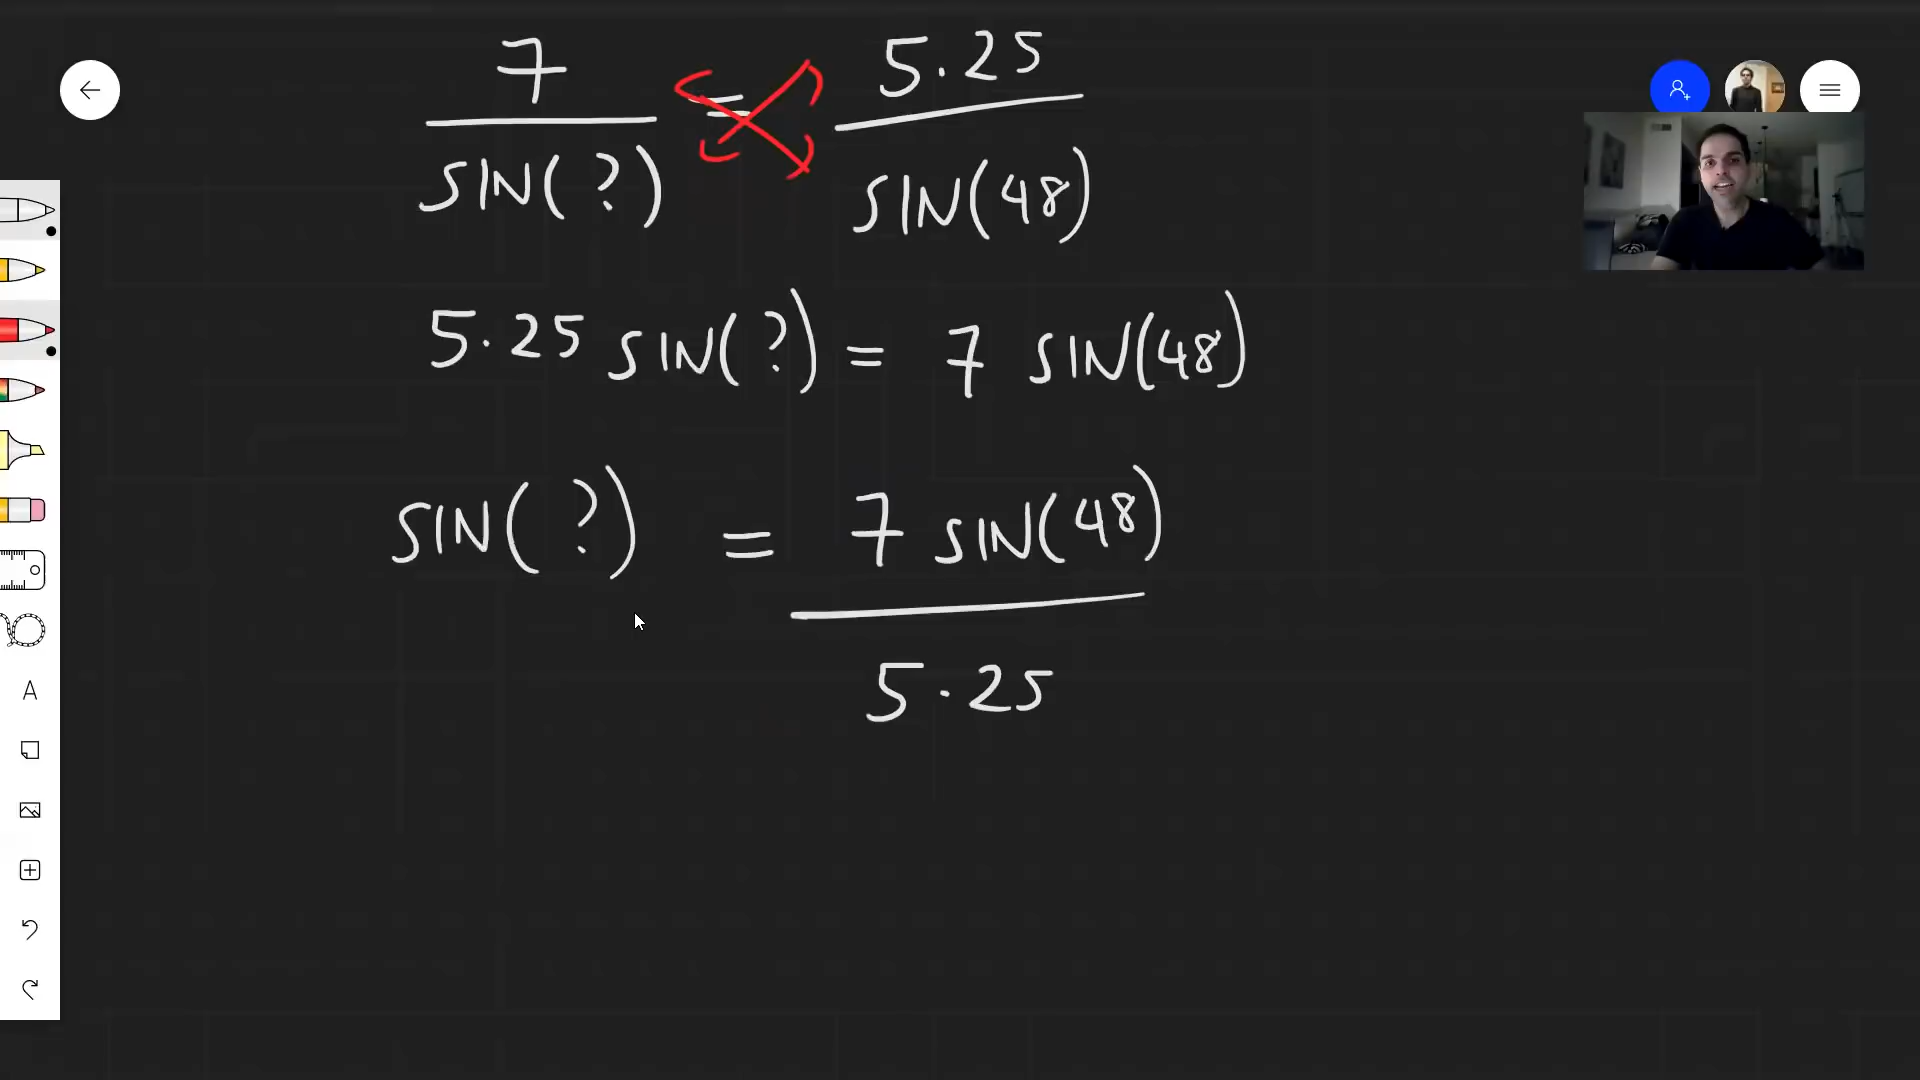 7 = 5.25
SIN(?) SIN(48)
5.25 SIN(?) = 7 SIN(48)
SIN(?) = 7 SIN(48)
5.25
A